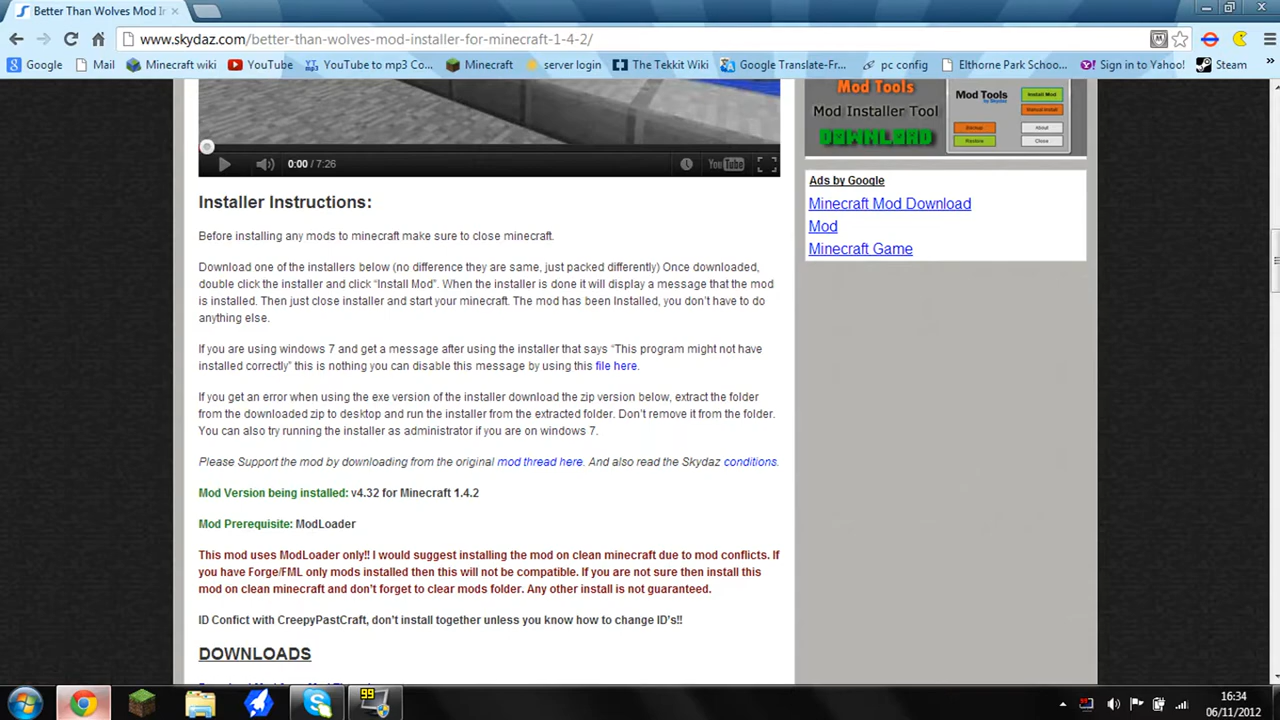 Better Than Wolves Mod In
www.skydaz.com/better-than-wolves-mod-installer-for-minecraft-1-4-2/
Google Mail Minecraft wiki YouTube YouTube to mp3 Co... Minecraft server login The Tekkit Wiki Google Translate-Fr... pc config Elthorne Park Schoo... Sign in to Yahoo! Steam
Mod Tools
Mod Installer Tool
DOWNLOAD
Mod Tools
by Skydaz
Install Mod
Manual Install
Backup
About
Restore
Close
0:00 / 7:26
YouTube
Ads by Google
Minecraft Mod Download
Mod
Minecraft Game
Installer Instructions:
Before installing any mods to minecraft make sure to close minecraft.
Download one of the installers below (no difference they are same, just packed differently) Once downloaded,
double click the installer and click “Install Mod”. When the installer is done it will display a message that the mod
is installed. Then just close installer and start your minecraft. The mod has been Installed, you don’t have to do
anything else.
If you are using windows 7 and get a message after using the installer that says “This program might not have
installed correctly” this is nothing you can disable this message by using this file here.
If you get an error when using the exe version of the installer download the zip version below, extract the folder
from the downloaded zip to desktop and run the installer from the extracted folder. Don’t remove it from the folder.
You can also try running the installer as administrator if you are on windows 7.
Please Support the mod by downloading from the original mod thread here. And also read the Skydaz conditions.
Mod Version being installed: v4.32 for Minecraft 1.4.2
Mod Prerequisite: ModLoader
This mod uses ModLoader only!! I would suggest installing the mod on clean minecraft due to mod conflicts. If
you have Forge/FML only mods installed then this will not be compatible. If you are not sure then install this
mod on clean minecraft and don’t forget to clear mods folder. Any other install is not guaranteed.
ID Confict with CreepyPastCraft, don’t install together unless you know how to change ID’s!!
DOWNLOADS
99
16:34
06/11/2012